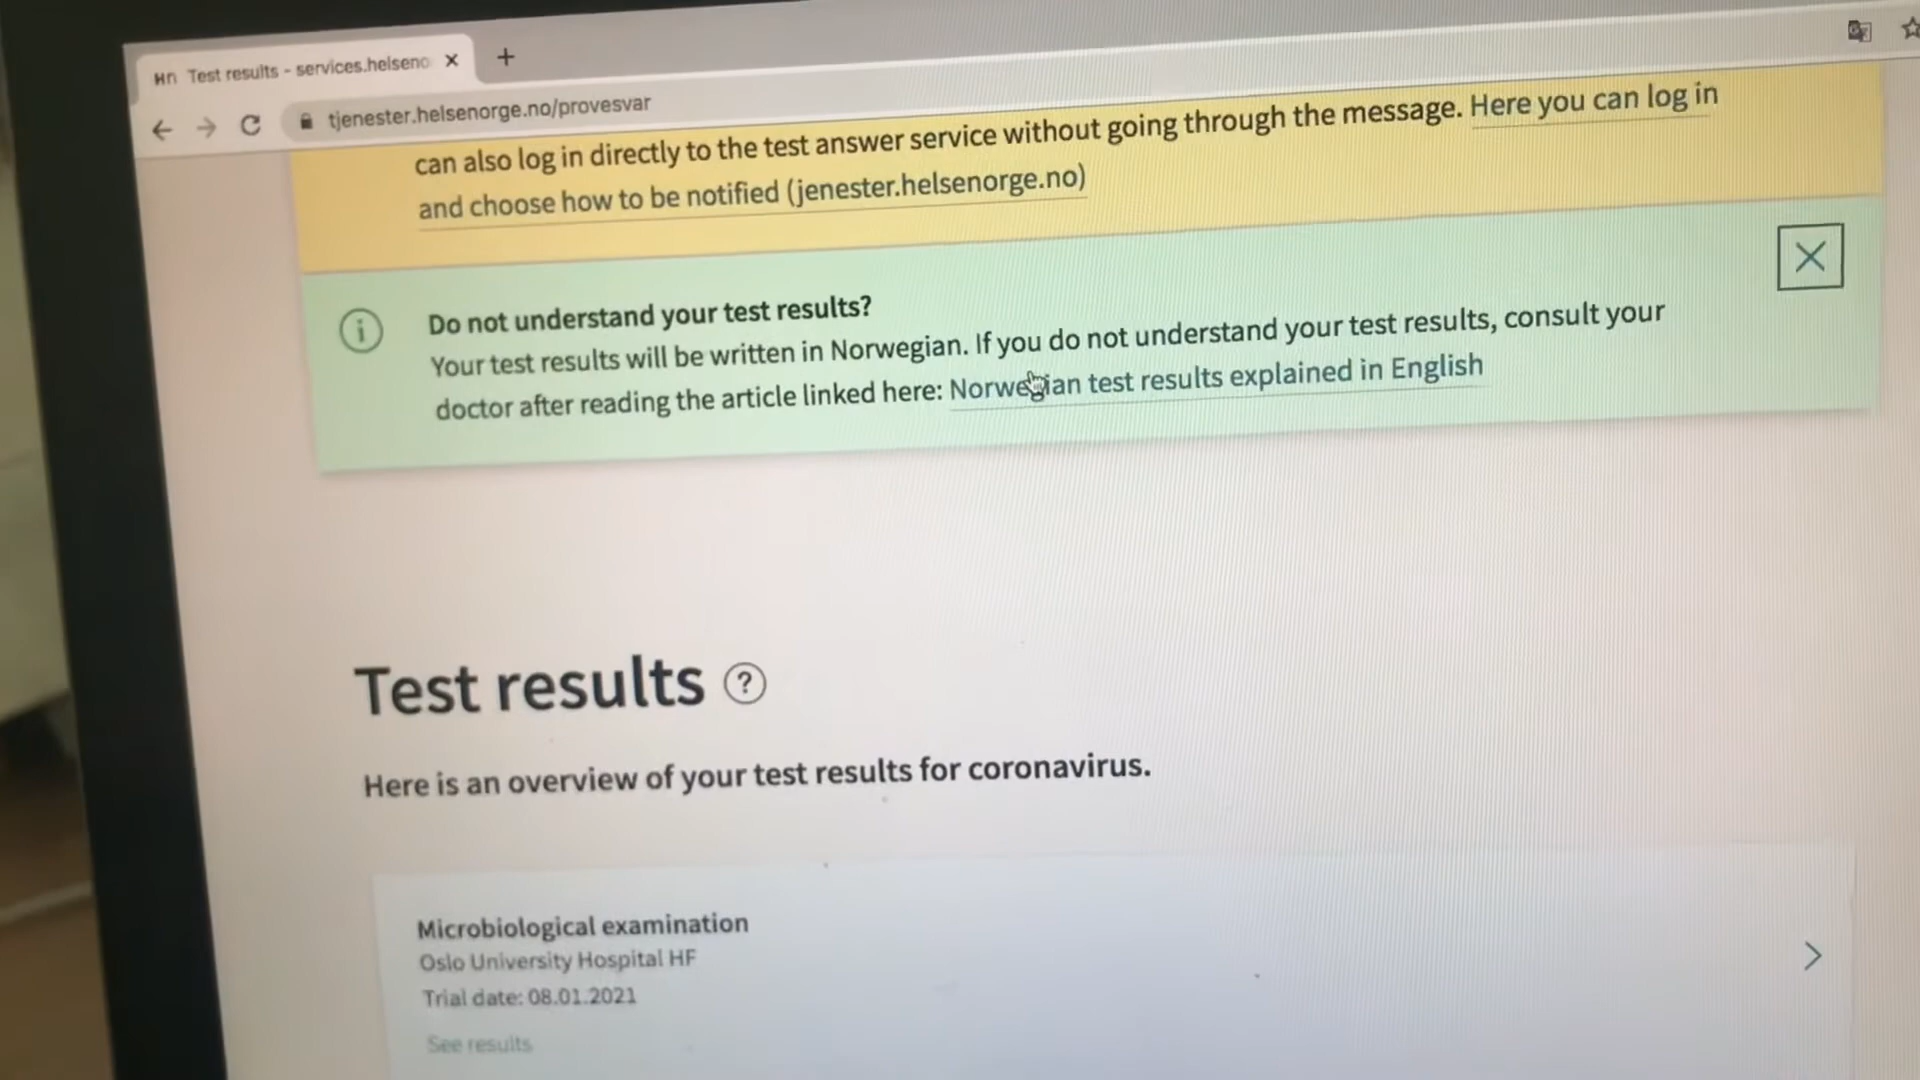 Hn Test results - services.helseno
tjenester.helsenorge.no/provesvar
can also log in directly to the test answer service without going through the message. Here you can log in
and choose how to be notified (jenester.helsenorge.no)
Do not understand your test results?
Your test results will be written in Norwegian. If you do not understand your test results, consult your
doctor after reading the article linked here: Norwegian test results explained in English
Test results ?
Here is an overview of your test results for coronavirus.
Microbiological examination
Oslo University Hospital HF
Trial date: 08.01.2021
See results